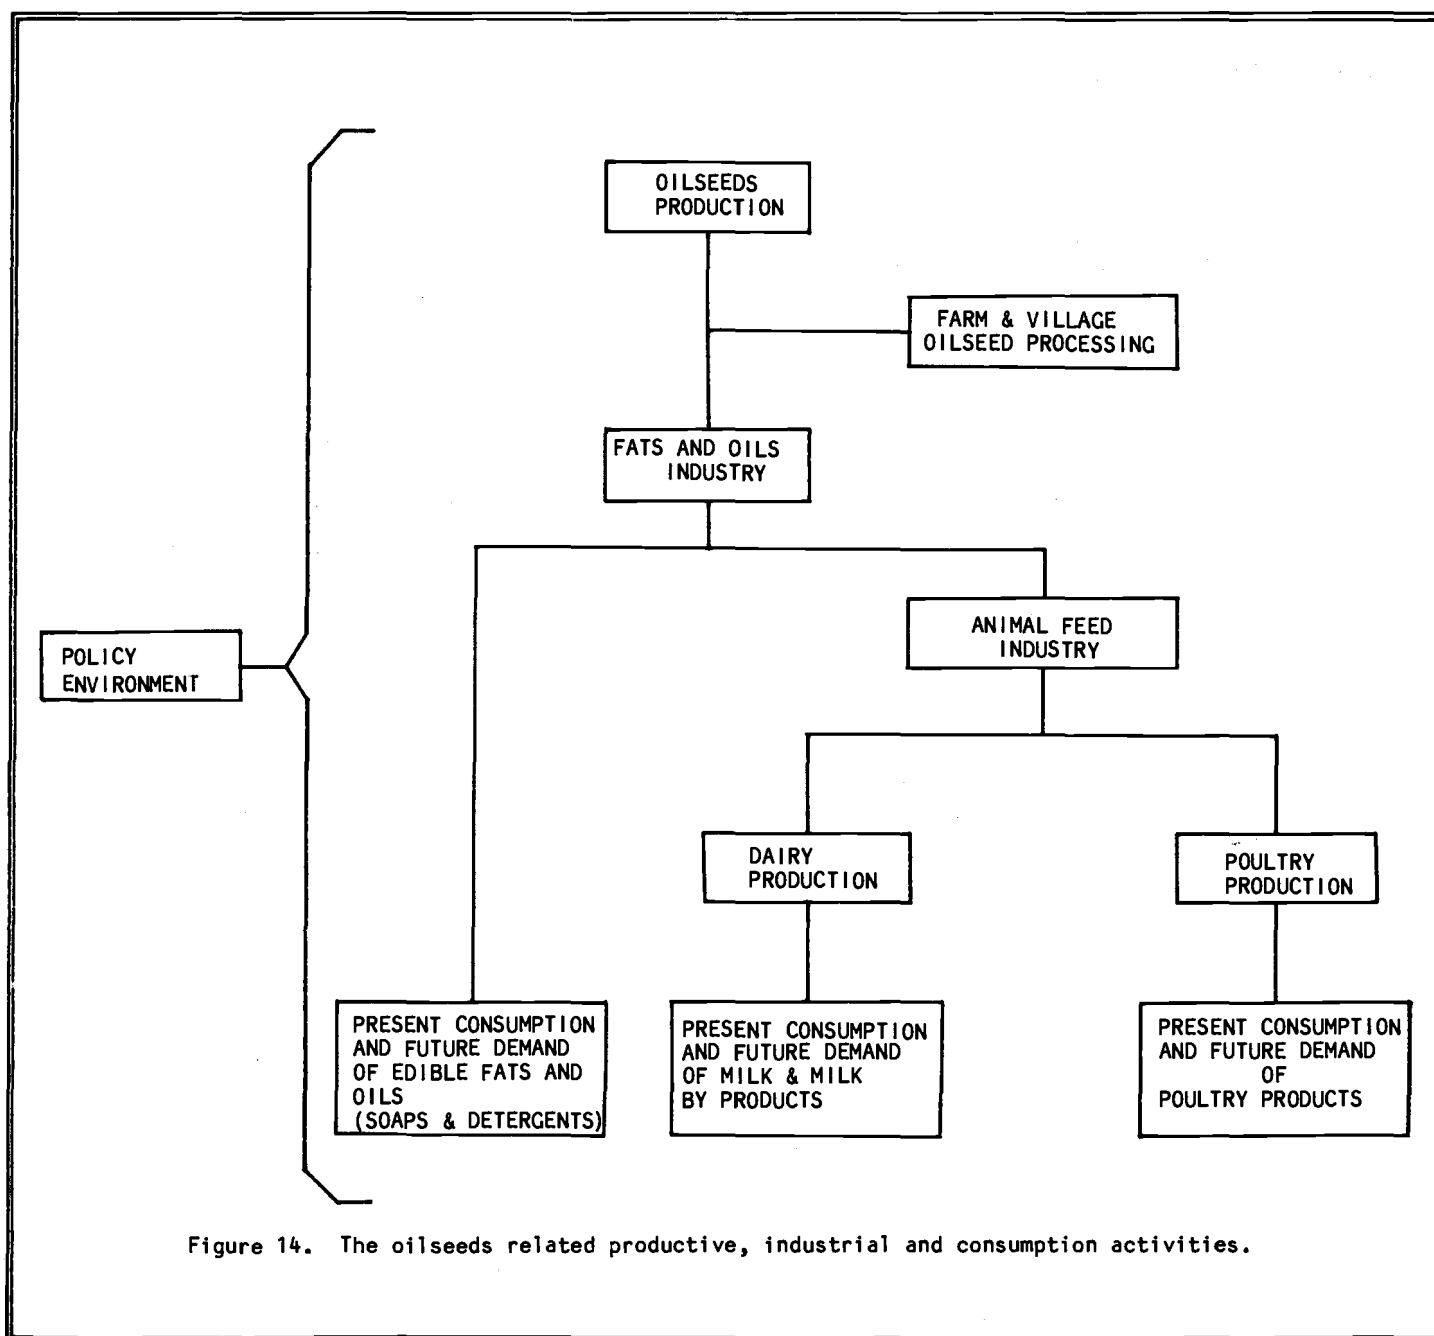 OILSEEDS
PRODUCTION
FARM & VILLAGE
OILSEED PROCESSING
FATS AND OILS
INDUSTRY
ANIMAL FEED
INDUSTRY
POLICY
ENVIRONMENT
DAIRY
PRODUCTION
POULTRY
PRODUCTION
PRESENT CONSUMPTION
AND FUTURE DEMAND
OF EDIBLE FATS AND
OILS
(SOAPS & DETERGENTS)
PRESENT CONSUMPTION
AND FUTURE DEMAND
OF MILK & MILK
BY PRODUCTS
PRESENT CONSUMPTION
AND FUTURE DEMAND
OF
POULTRY PRODUCTS
Figure 14. The oilseeds related productive, industrial and consumption activities.